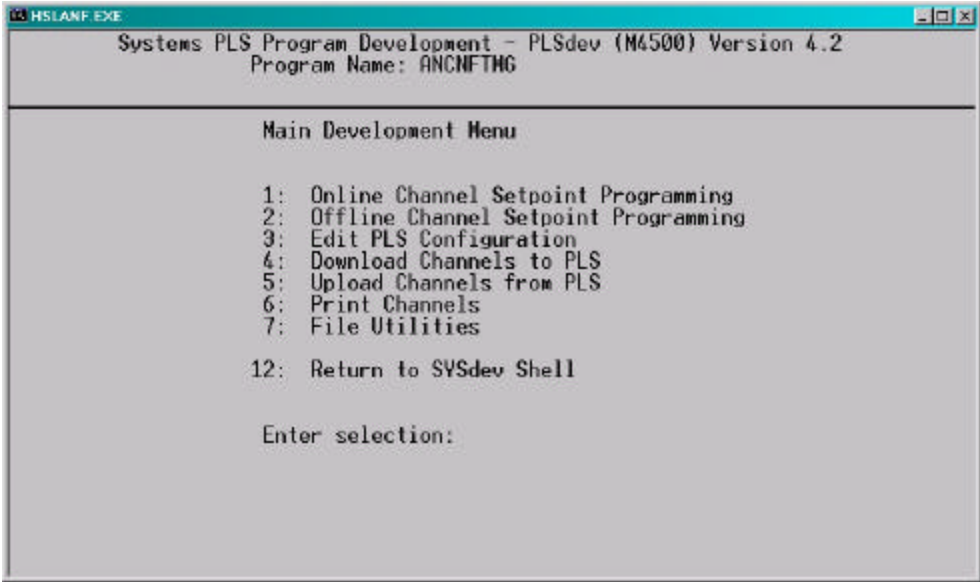 HSLANF.EXE
Systems PLS Program Development - PLSdev (M4500) Version 4.2
Program Name: ANCNFTMG
Main Development Menu
1: Online Channel Setpoint Programming
2: Offline Channel Setpoint Programming
3: Edit PLS Configuration
4: Download Channels to PLS
5: Upload Channels from PLS
6: Print Channels
7: File Utilities
12: Return to SYSdev Shell
Enter selection: